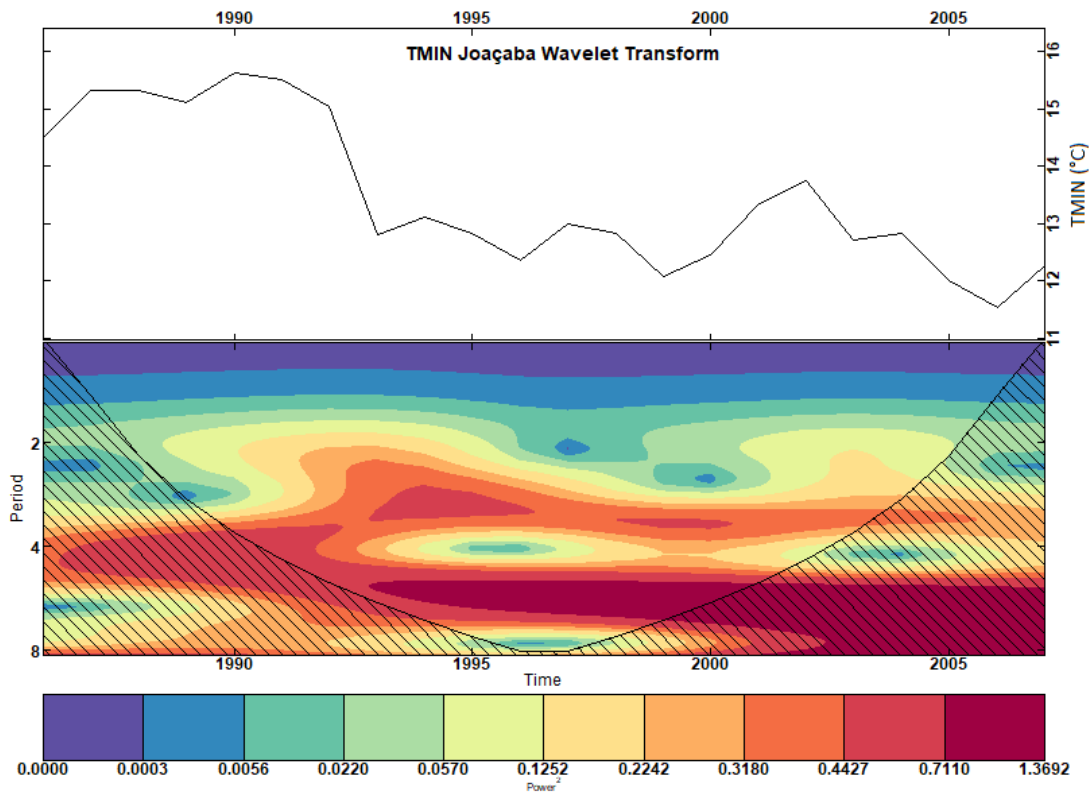 1990 1995 2000 2005
TMIN Joaçaba Wavelet Transform
16
15
14
13
12
11
TMIN (°C)
Period
2
4
8
1990 1995 2000 2005
Time
0.0000 0.0003 0.0056 0.0220 0.0570 0.1252 0.2242 0.3180 0.4427 0.7110 1.3692
Power²